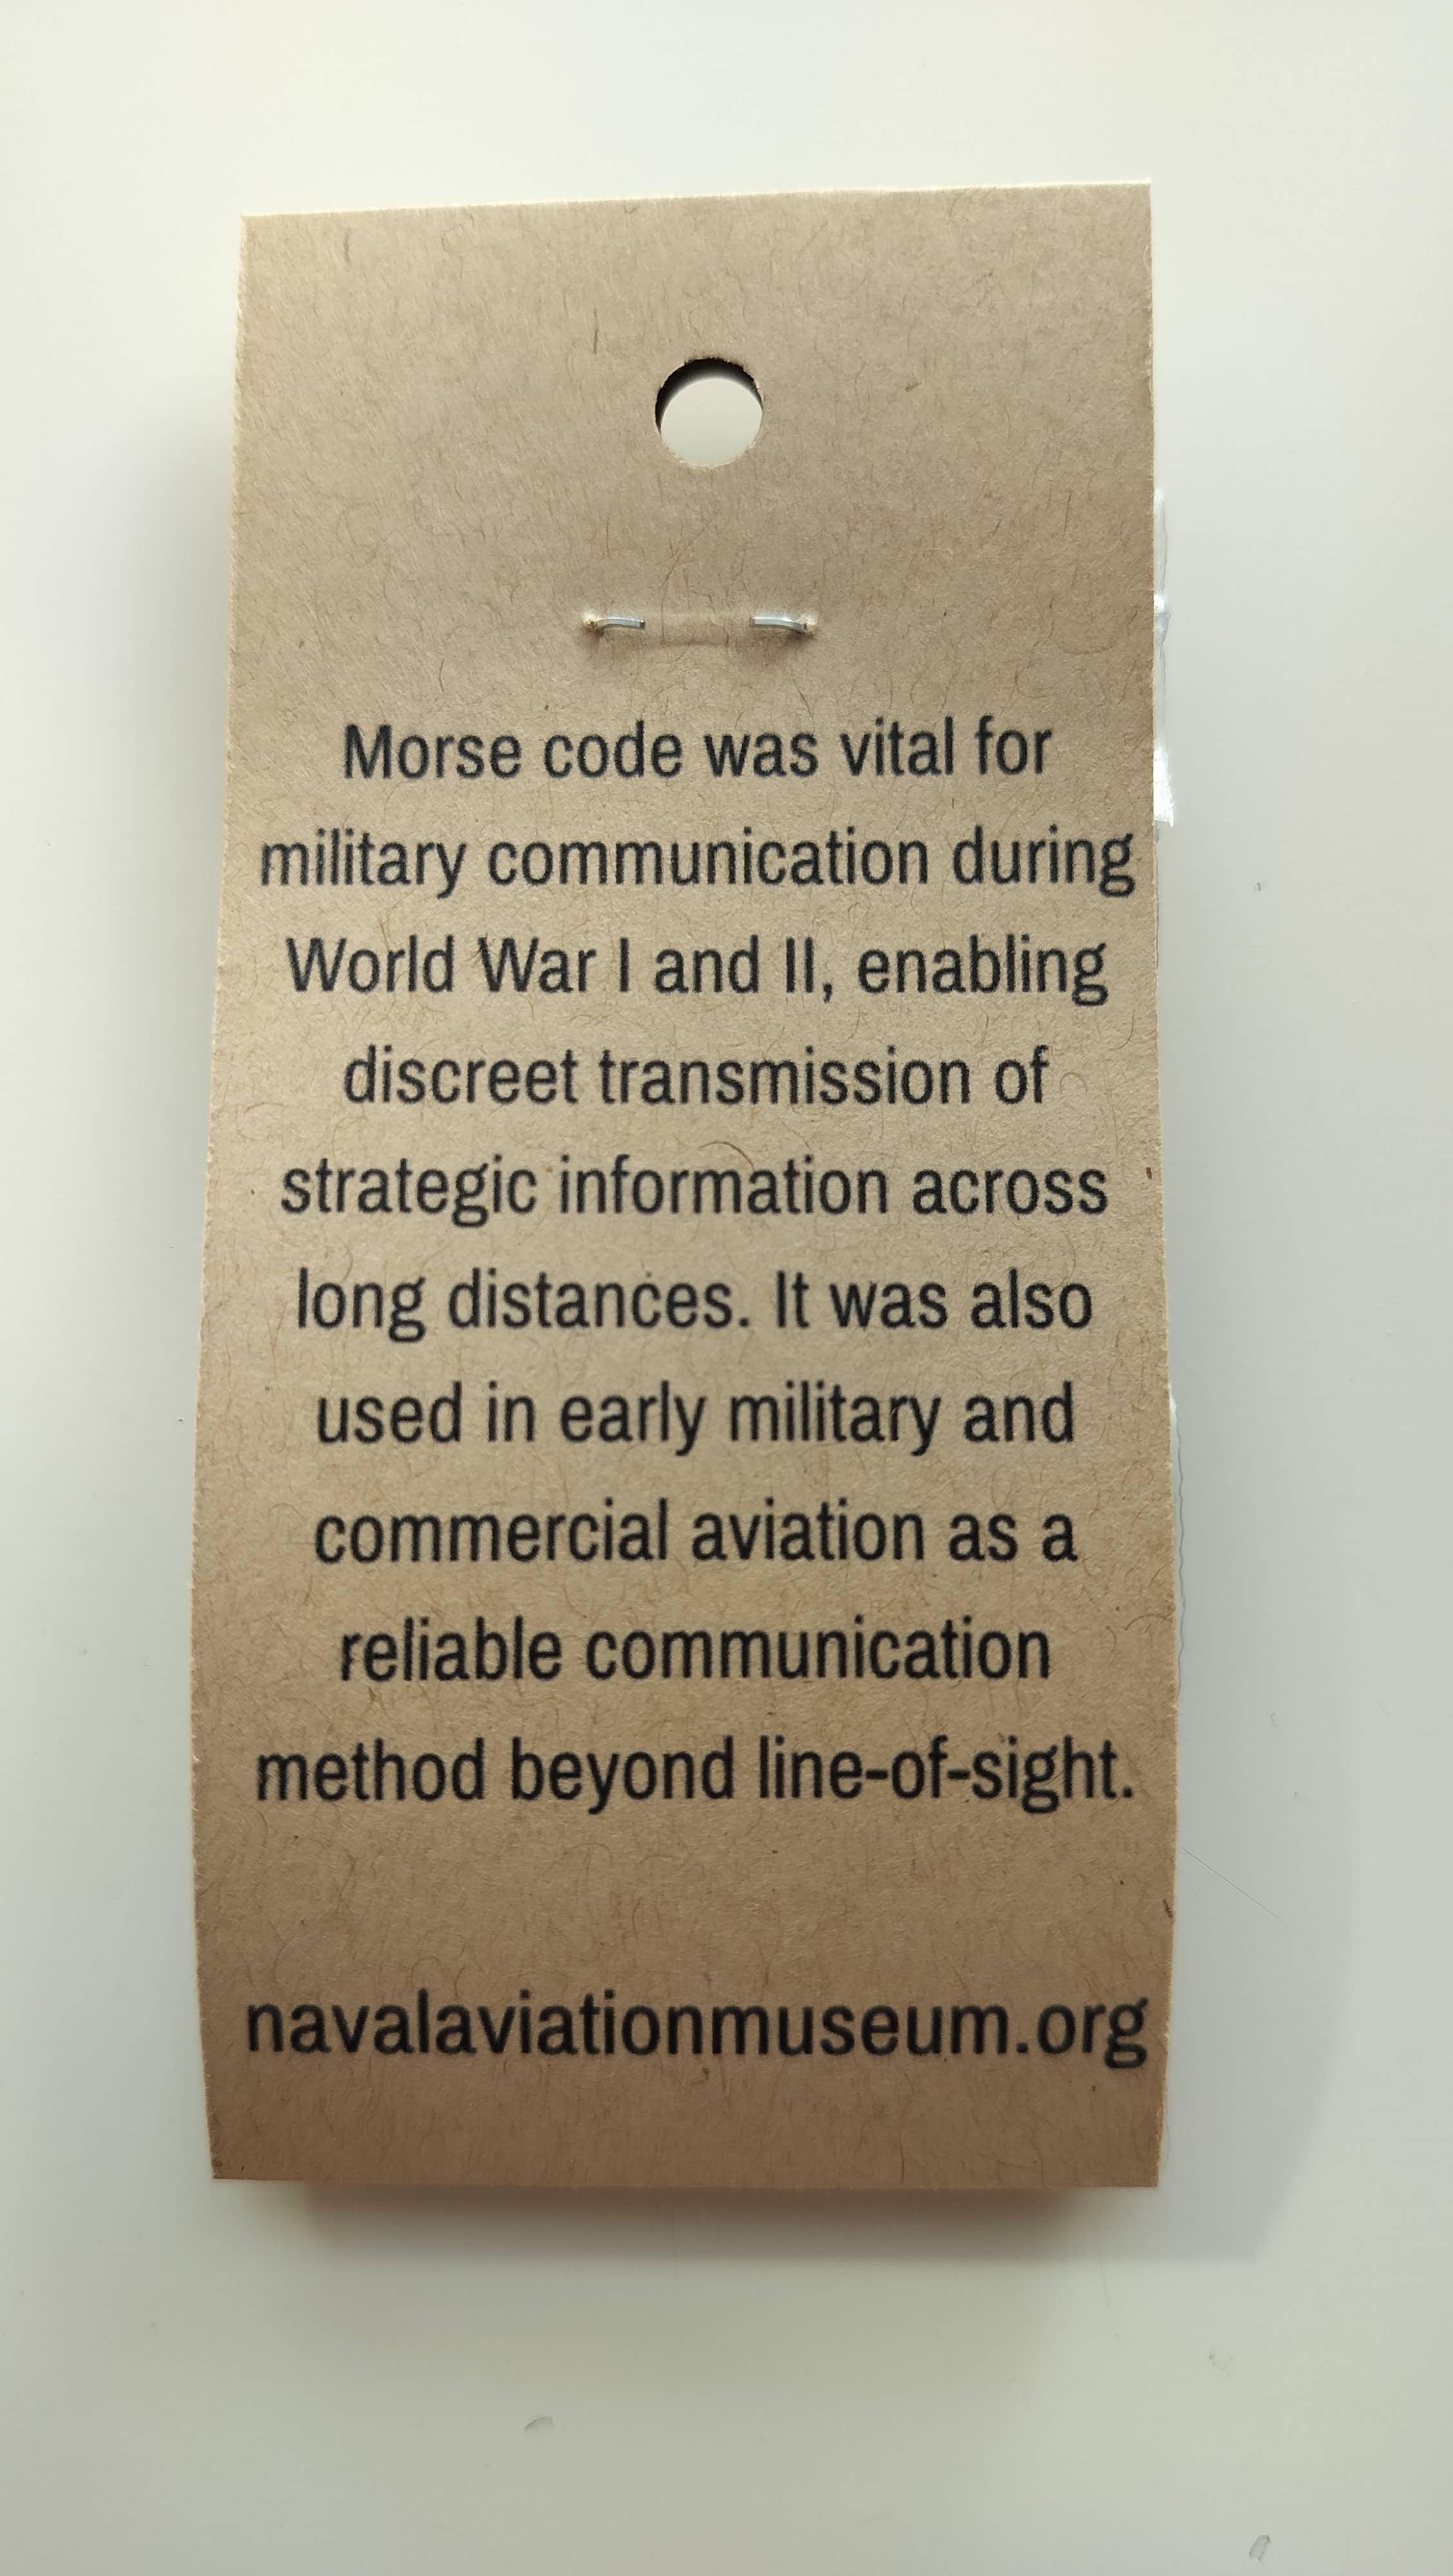 Morse code was vital for
military communication during
World War I and II, enabling
discreet transmission of
strategic information across
long distances. It was also
used in early military and
commercial aviation as a
reliable communication
method beyond line-of-sight.
navalaviationmuseum.org